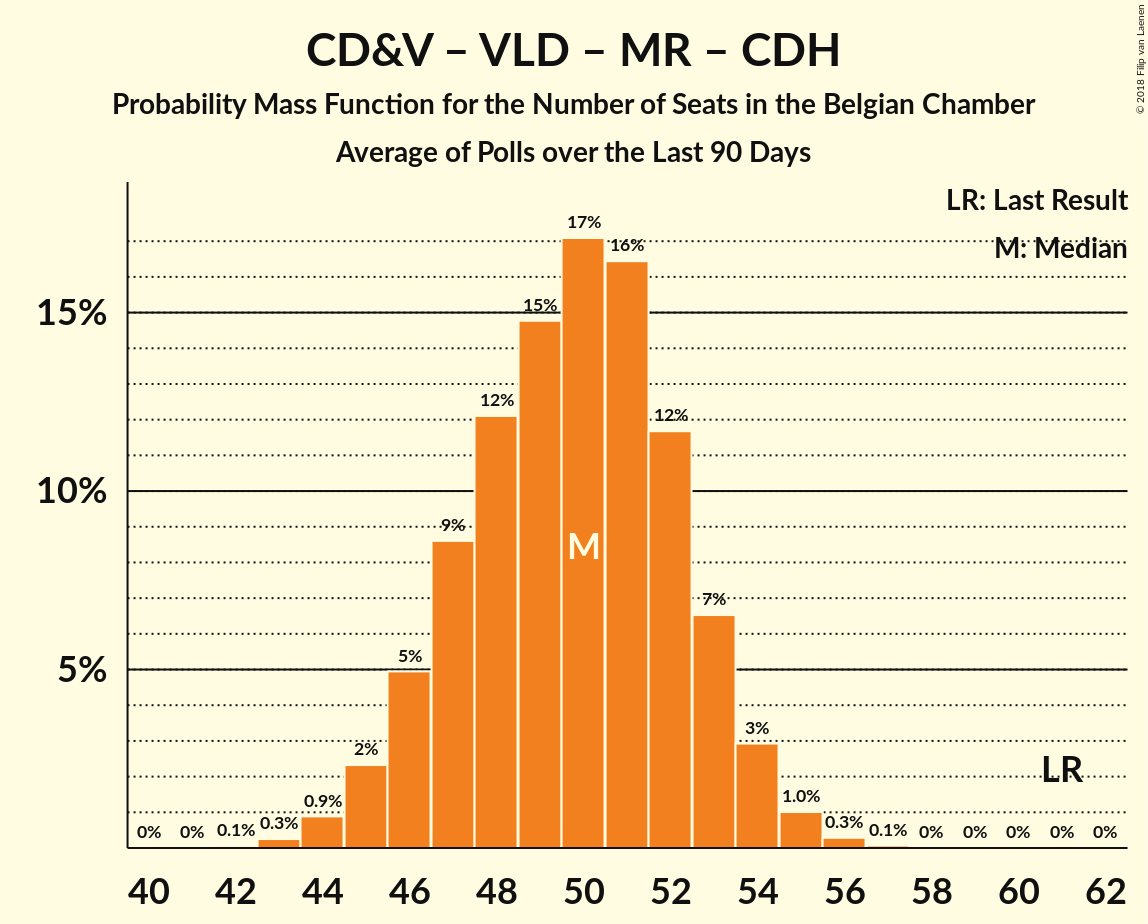 CD&V – VLD – MR – CDH
Probability Mass Function for the Number of Seats in the Belgian Chamber
Average of Polls over the Last 90 Days
© 2018 Filip van Laenen
LR: Last Result
M: Median
15%
10%
5%
0% 0% 0.1% 0.3% 0.9% 2% 5% 9% 12% 15% 17% 16% 12% 7% 3% 1.0% 0.3% 0.1% 0% 0% 0% 0% 0%
M
LR
40 42 44 46 48 50 52 54 56 58 60 62